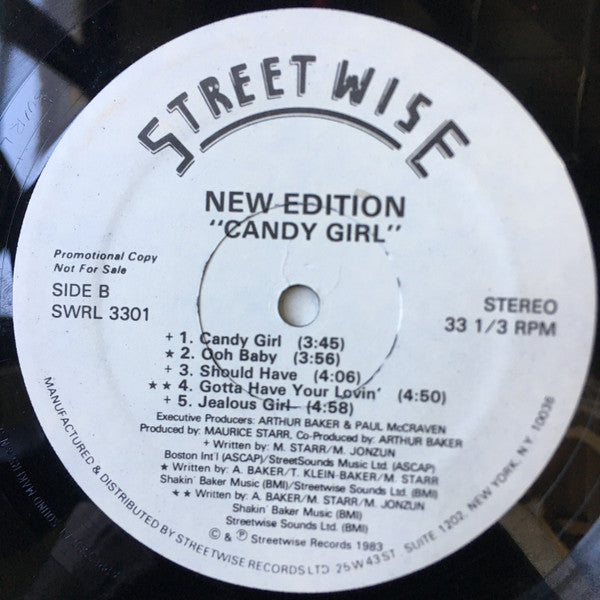 STREETWISE
NEW EDITION
"CANDY GIRL"
Promotional Copy
Not For Sale
SIDE B
SWRL 3301
STEREO
33 1/3 RPM
+ 1. Candy Girl (3:45)
★ 2. Ooh Baby (3:56)
+ 3. Should Have (4:06)
★★ 4. Gotta Have Your Lovin' (4:50)
+ 5. Jealous Girl (4:58)
Executive Producers: ARTHUR BAKER & PAUL McCRAVEN
Produced by: MAURICE STARR, Co-Produced by: ARTHUR BAKER
+ Written by: M. STARR/M. JONZUN
Boston Int'l (ASCAP)/StreetSounds Music Ltd. (ASCAP)
★ Written by: A. BAKER/T. KLEIN-BAKER/M. STARR
Shakin' Baker Music (BMI)/Streetwise Sounds Ltd. (BMI)
★★ Written by: A. BAKER/M. STARR/M. JONZUN
Shakin' Baker Music (BMI)
Streetwise Sounds Ltd. (BMI)
© & ℗ Streetwise Records 1983
MANUFACTURED & DISTRIBUTED BY STREETWISE RECORDS LTD. 25 W 43 ST. SUITE 1202, NEW YORK, NY 10036